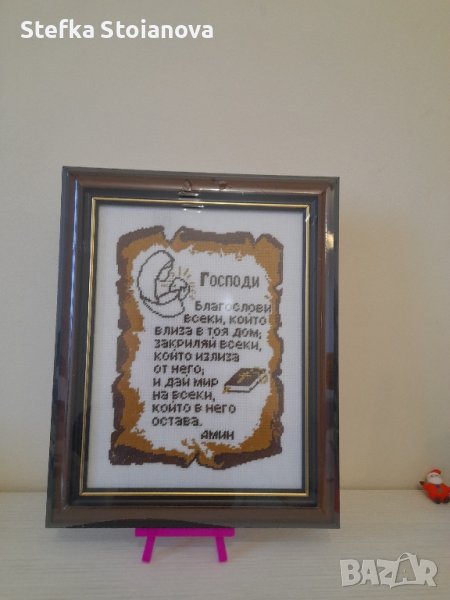 Stefka Stoianova
Господи
Благослови
всеки, който
влиза в тоя дом;
закриляй всеки,
който излиза
от него;
и дай мир
на всеки,
който в него
остава.
Амин
BAZAR